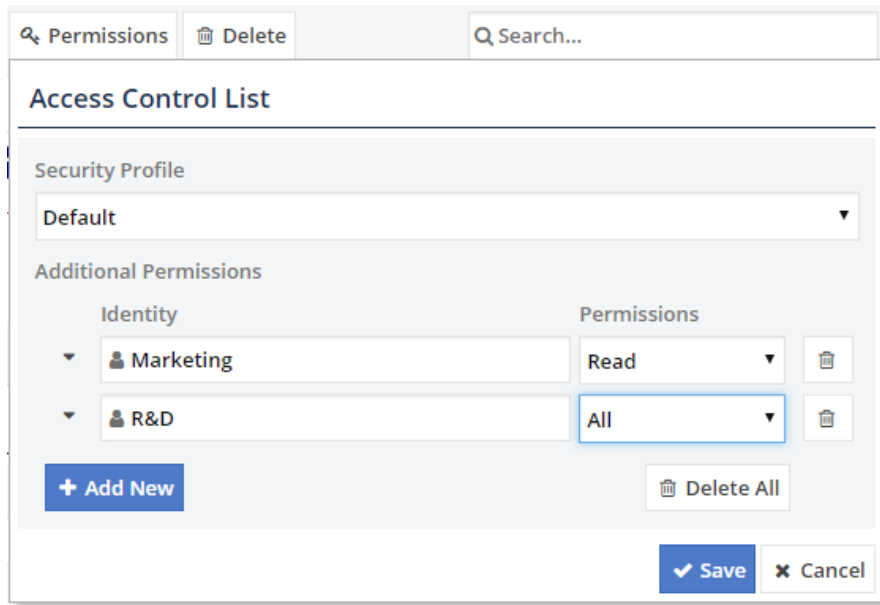 Permissions Delete Search...
Access Control List
Security Profile
Default
Additional Permissions
Identity Permissions
Marketing Read
R&D All
Add New Delete All
Save Cancel